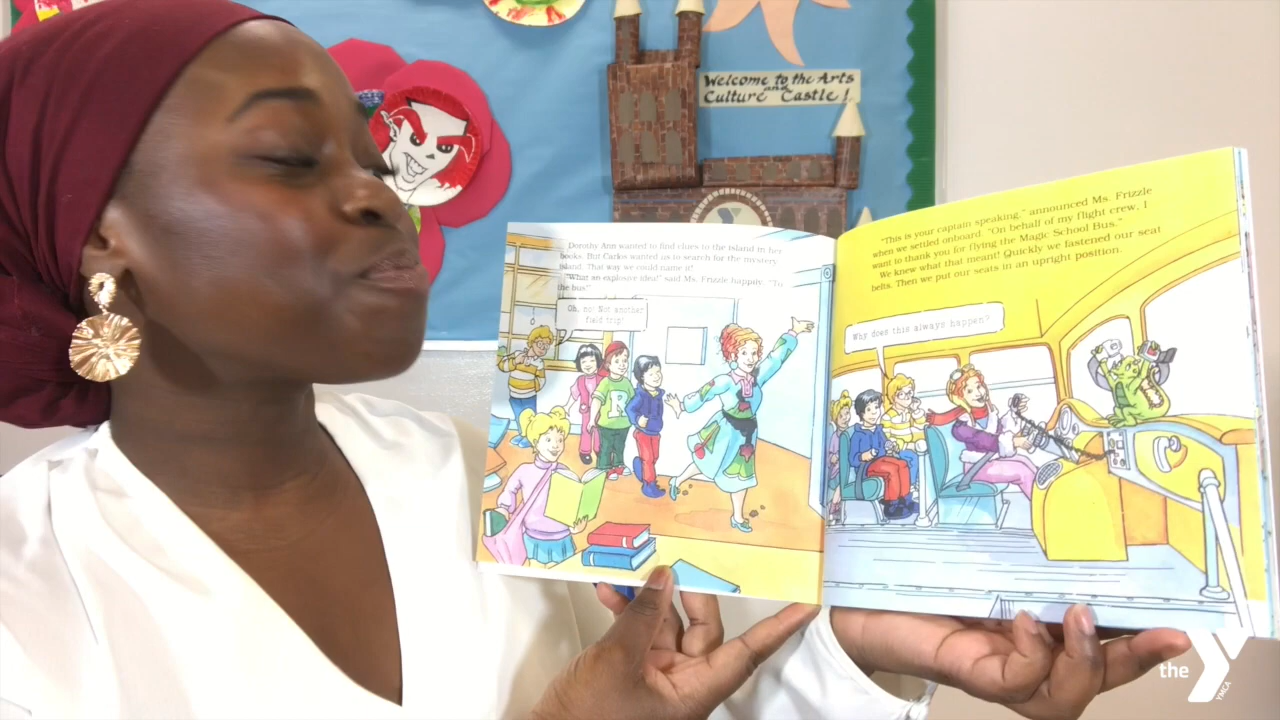 Welcome to the Arts
and
Culture Castle!
Dorothy Ann wanted to find clues to the island in her
books. But Carlos wanted us to search for the mystery
island. That way we could name it!
"What an explosive idea!" said Ms. Frizzle happily. "To
the bus!"
Oh, no! Not another
field trip!
R
"This is your captain speaking," announced Ms. Frizzle
when we settled onboard. "On behalf of my flight crew, I
want to thank you for flying the Magic School Bus."
We knew what that meant! Quickly we fastened our seat
belts. Then we put our seats in an upright position.
Why does this always happen?
the
YMCA